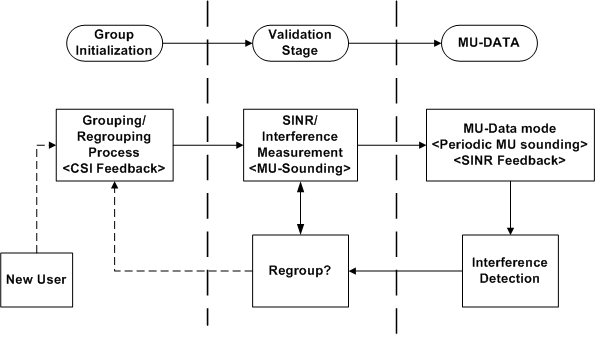 Group
Initialization
Validation
Stage
MU-DATA
Grouping/
Regrouping
Process
<CSI Feedback>
SINR/
Interference
Measurement
<MU-Sounding>
MU-Data mode
<Periodic MU sounding>
<SINR Feedback>
New User
Regroup?
Interference
Detection